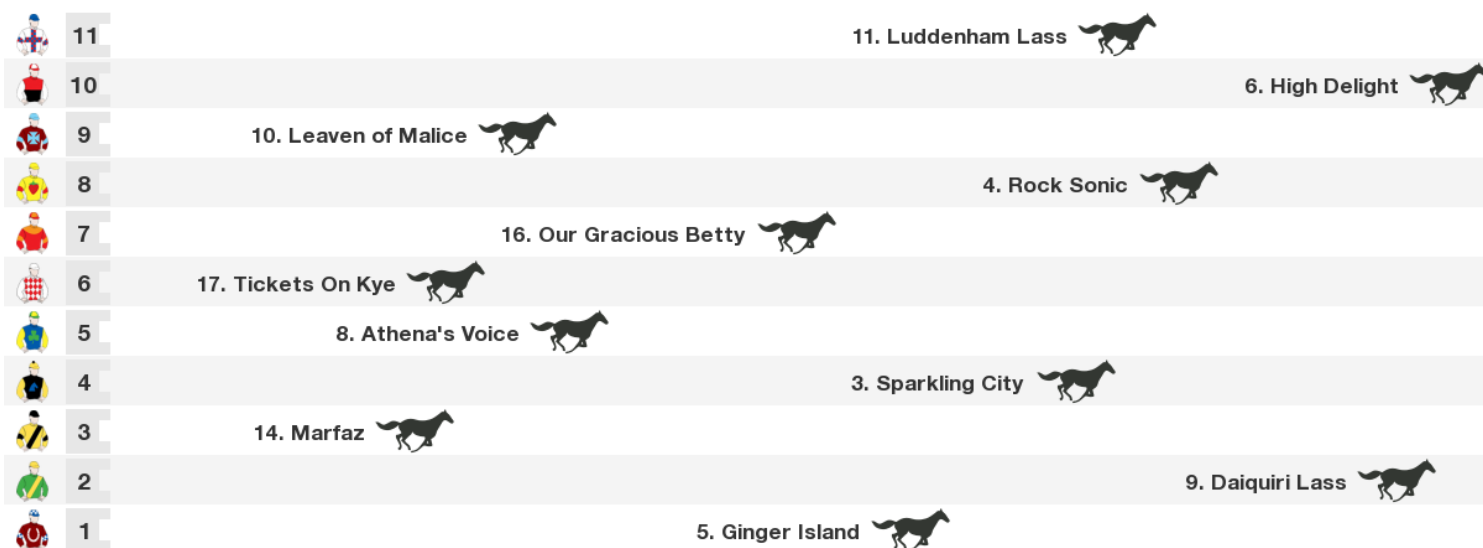 11 11. Luddenham Lass
10 6. High Delight
9 10. Leaven of Malice
8 4. Rock Sonic
7 16. Our Gracious Betty
6 17. Tickets On Kye
5 8. Athena's Voice
4 3. Sparkling City
3 14. Marfaz
2 9. Daiquiri Lass
1 5. Ginger Island